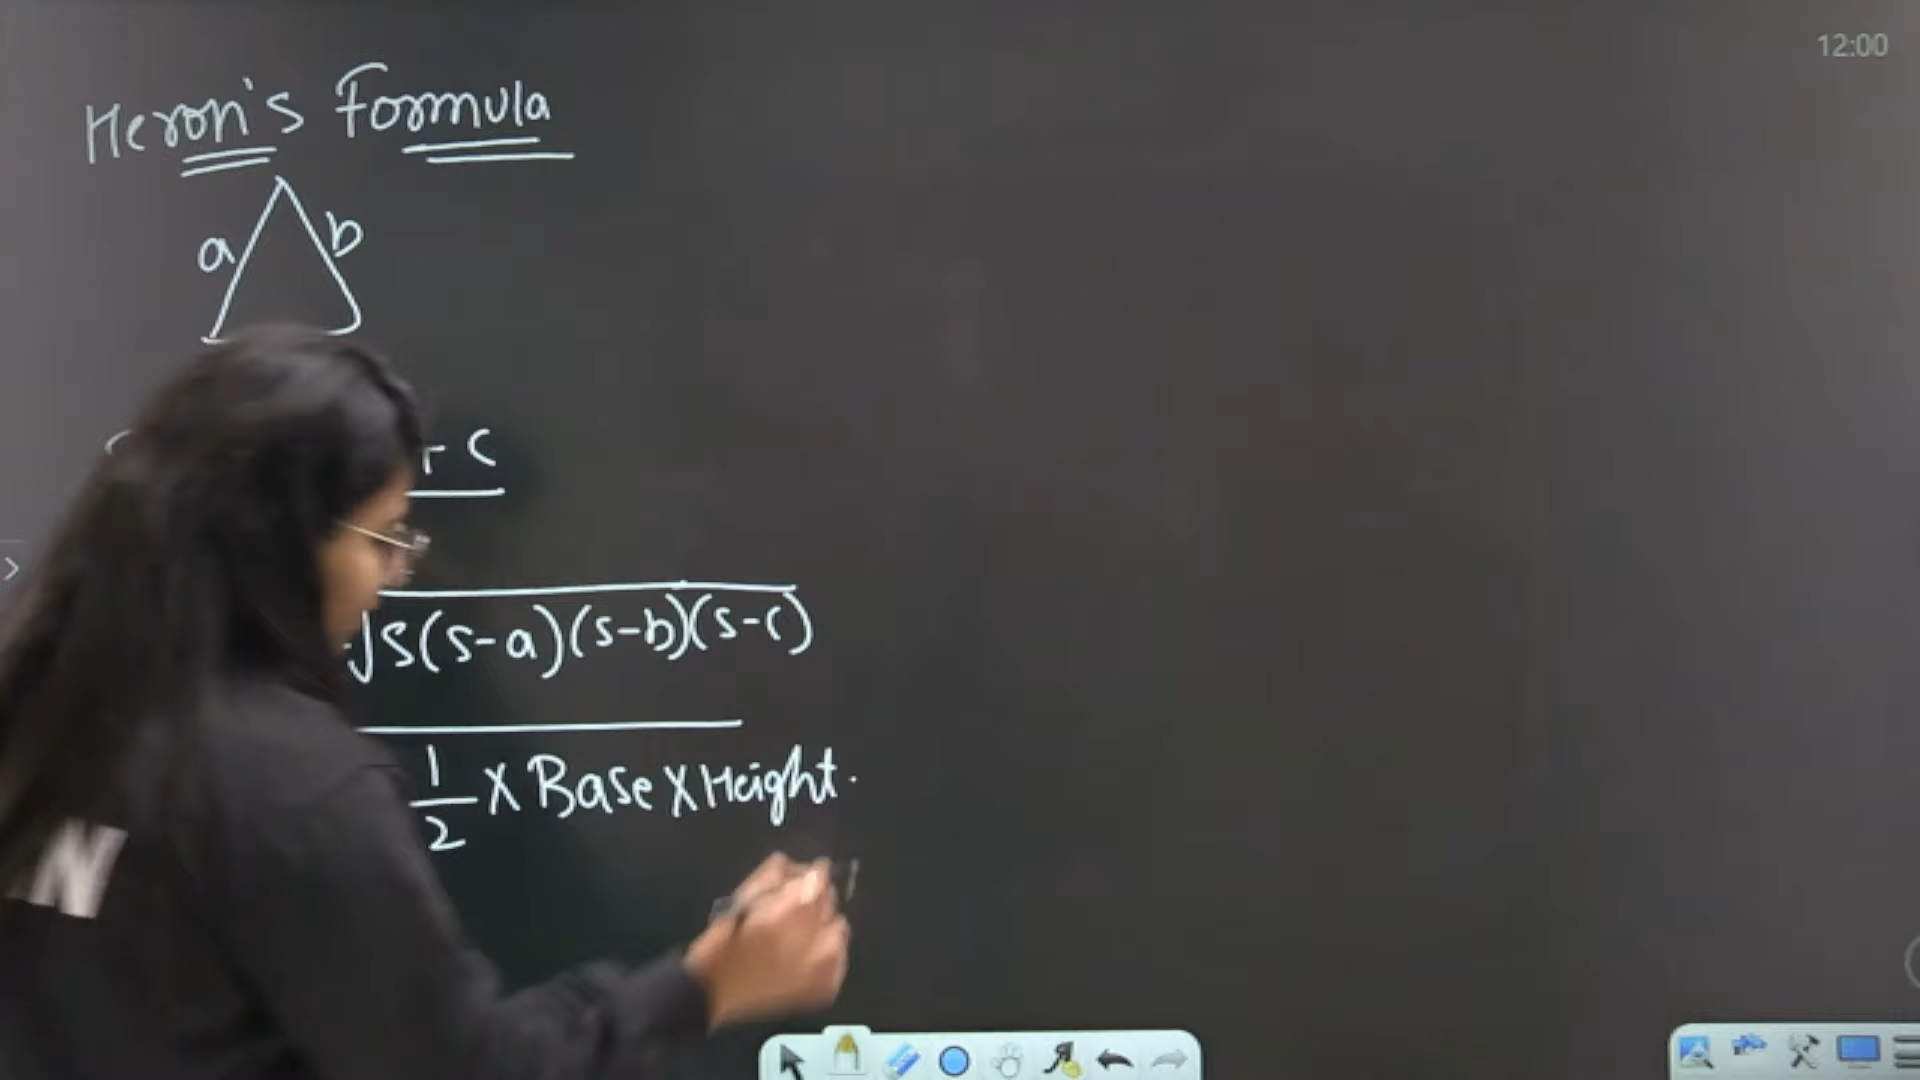 12:00
Heron's Formula
a b
+ C
√S(S-a)(S-b)(S-c)
1/2 X Base X Height.
N